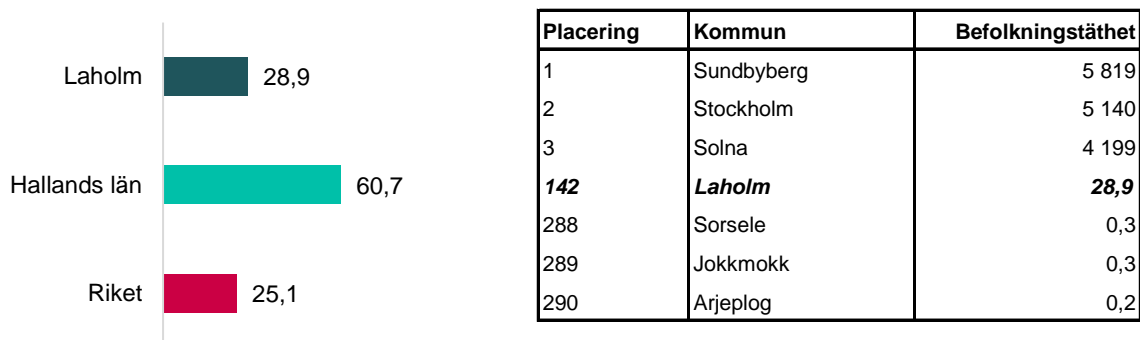 Laholm 28,9
Hallands län 60,7
Riket 25,1
Placering Kommun Befolkningstäthet
1 Sundbyberg 5 819
2 Stockholm 5 140
3 Solna 4 199
142 Laholm 28,9
288 Sorsele 0,3
289 Jokkmokk 0,3
290 Arjeplog 0,2